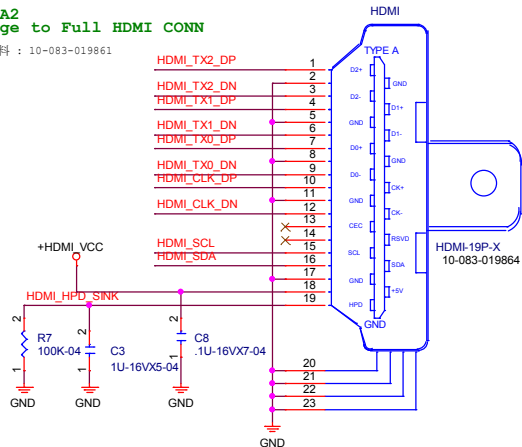 A2
ge to Full HDMI CONN
料 : 10-083-019861
HDMI
TYPE A
HDMI_TX2_DP
1
2
HDMI_TX2_DN
3
HDMI_TX1_DP
4
5
HDMI_TX1_DN
6
HDMI_TX0_DP
7
8
HDMI_TX0_DN
9
HDMI_CLK_DP
10
11
HDMI_CLK_DN
12
13
14
HDMI_SCL
15
HDMI_SDA
16
17
18
HDMI_HPD_SINK
19
D2+
GND
D2-
D1+
GND
D1-
D0+
GND
D0-
CK+
GND
CK-
CEC
RSVD
SCL
SDA
GND
+5V
HPD
GND
HDMI-19P-X
10-083-019864
+HDMI_VCC
2
R7
100K-04
1
GND
2
C3
1U-16VX5-04
1
GND
2
C8
.1U-16VX7-04
1
GND
20
21
22
23
GND